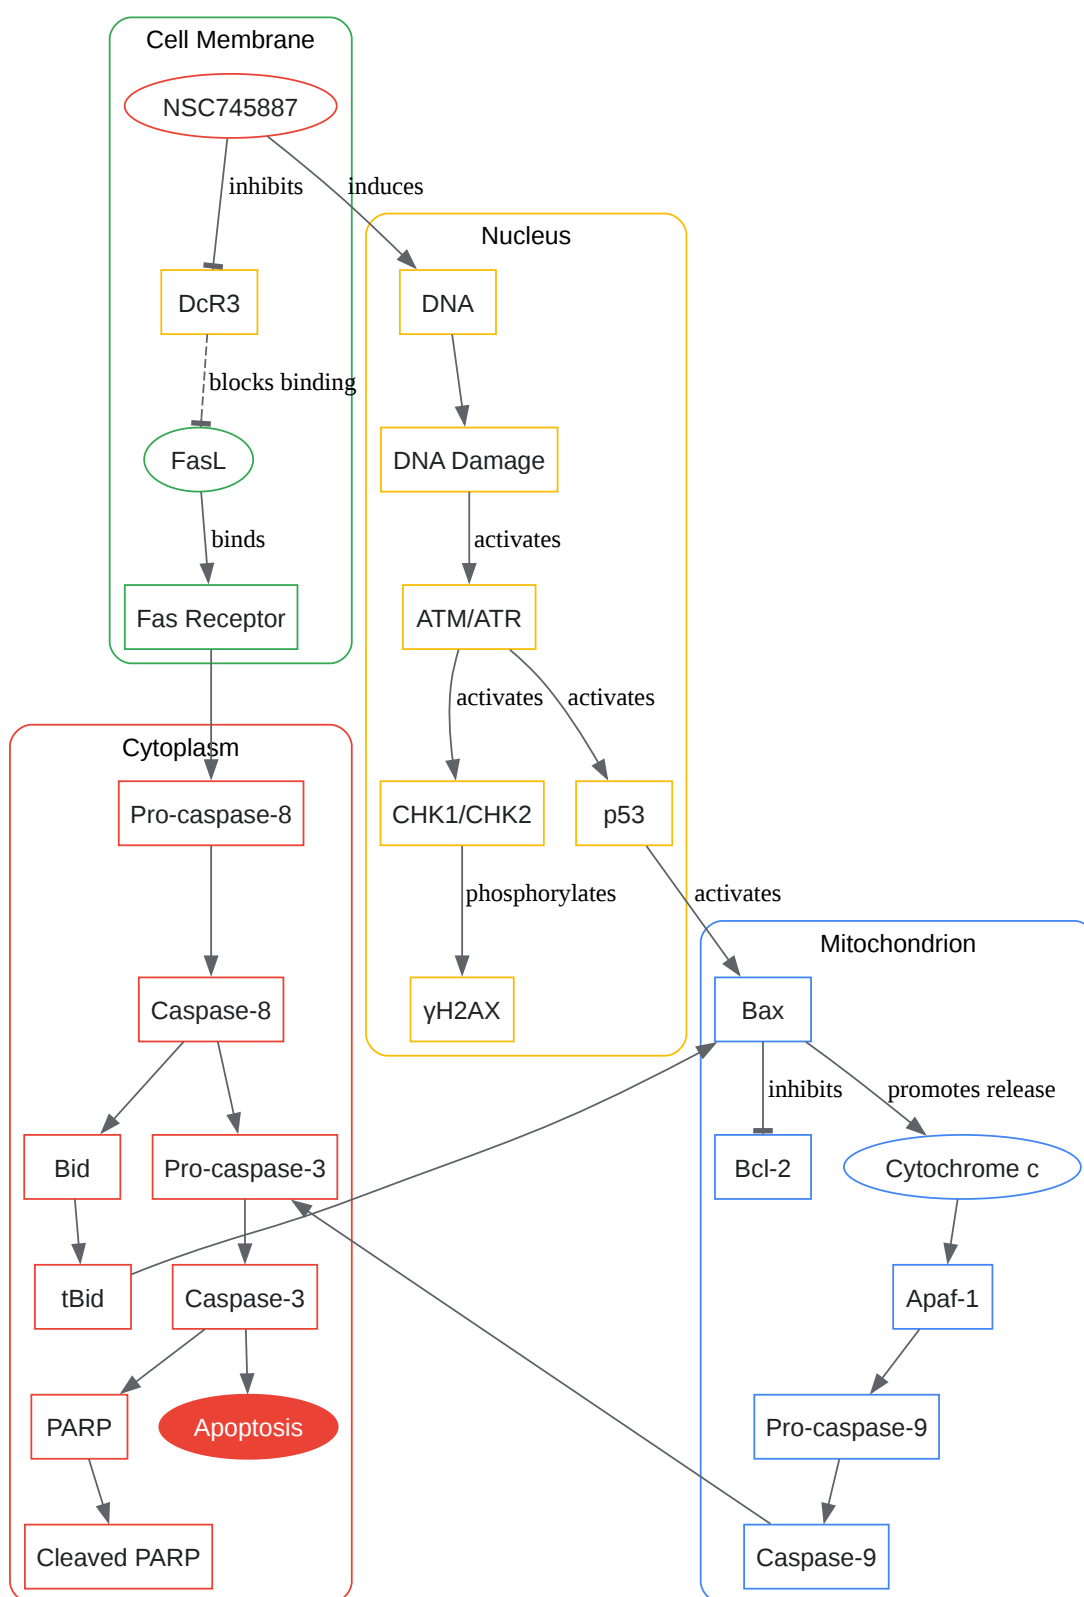 Cell Membrane
NSC745887
inhibits
induces
Nucleus
DcR3
DNA
blocks binding
FasL
DNA Damage
binds
activates
Fas Receptor
ATM/ATR
activates
activates
Cytoplasm
Pro-caspase-8
CHK1/CHK2
p53
phosphorylates
activates
Mitochondrion
Caspase-8
γH2AX
Bax
inhibits
promotes release
Bid
Pro-caspase-3
Bcl-2
Cytochrome c
tBid
Caspase-3
Apaf-1
PARP
Apoptosis
Pro-caspase-9
Cleaved PARP
Caspase-9